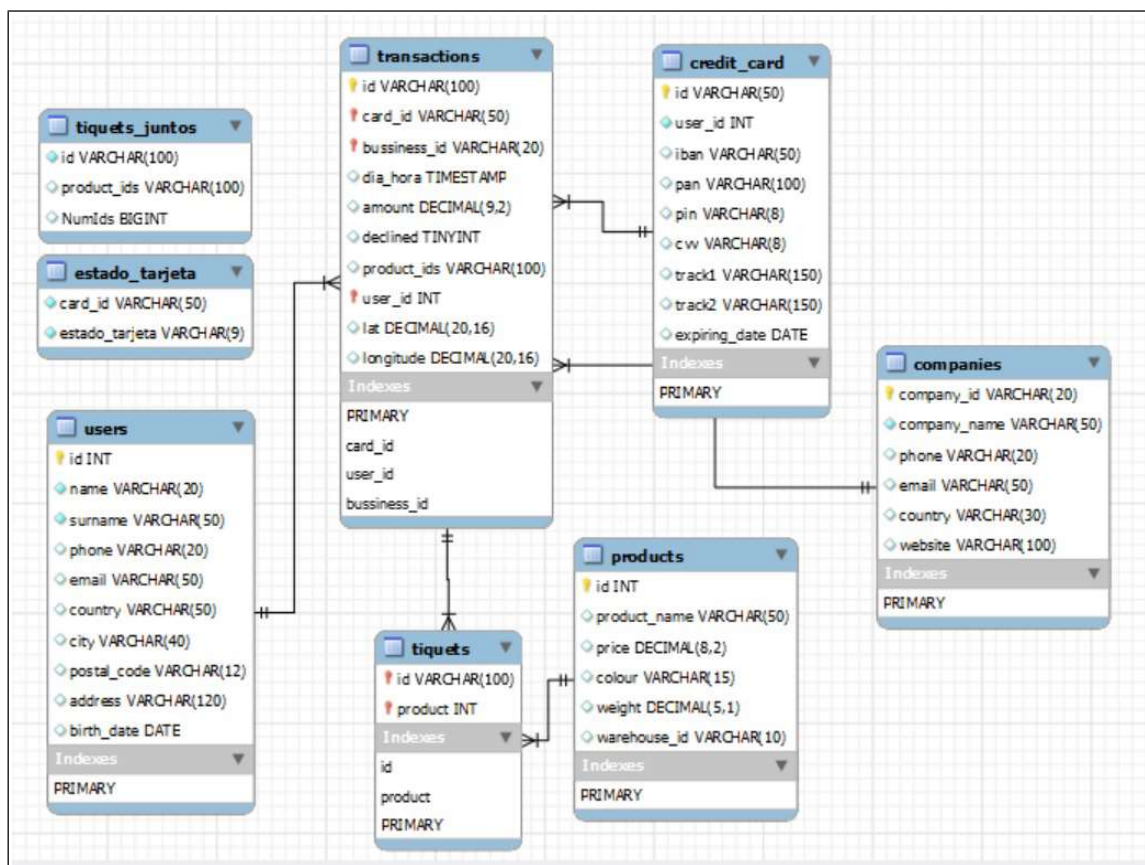 tiquets_juntos
id VARCHAR(100)
product_ids VARCHAR(100)
NumIds BIGINT
estado_tarjeta
card_id VARCHAR(50)
estado_tarjeta VARCHAR(9)
users
id INT
name VARCHAR(20)
surname VARCHAR(50)
phone VARCHAR(20)
email VARCHAR(50)
country VARCHAR(50)
city VARCHAR(40)
postal_code VARCHAR(12)
address VARCHAR(120)
birth_date DATE
Indexes
PRIMARY
transactions
id VARCHAR(100)
card_id VARCHAR(50)
bussiness_id VARCHAR(20)
dia_hora TIMESTAMP
amount DECIMAL(9,2)
declined TINYINT
product_ids VARCHAR(100)
user_id INT
lat DECIMAL(20,16)
longitude DECIMAL(20,16)
Indexes
PRIMARY
card_id
user_id
bussiness_id
tiquets
id VARCHAR(100)
product INT
Indexes
id
product
PRIMARY
credit_card
id VARCHAR(50)
user_id INT
iban VARCHAR(50)
pan VARCHAR(100)
pin VARCHAR(8)
cvv VARCHAR(8)
track1 VARCHAR(150)
track2 VARCHAR(150)
expiring_date DATE
Indexes
PRIMARY
products
id INT
product_name VARCHAR(50)
price DECIMAL(8,2)
colour VARCHAR(15)
weight DECIMAL(5,1)
warehouse_id VARCHAR(10)
Indexes
PRIMARY
companies
company_id VARCHAR(20)
company_name VARCHAR(50)
phone VARCHAR(20)
email VARCHAR(50)
country VARCHAR(30)
website VARCHAR(100)
Indexes
PRIMARY